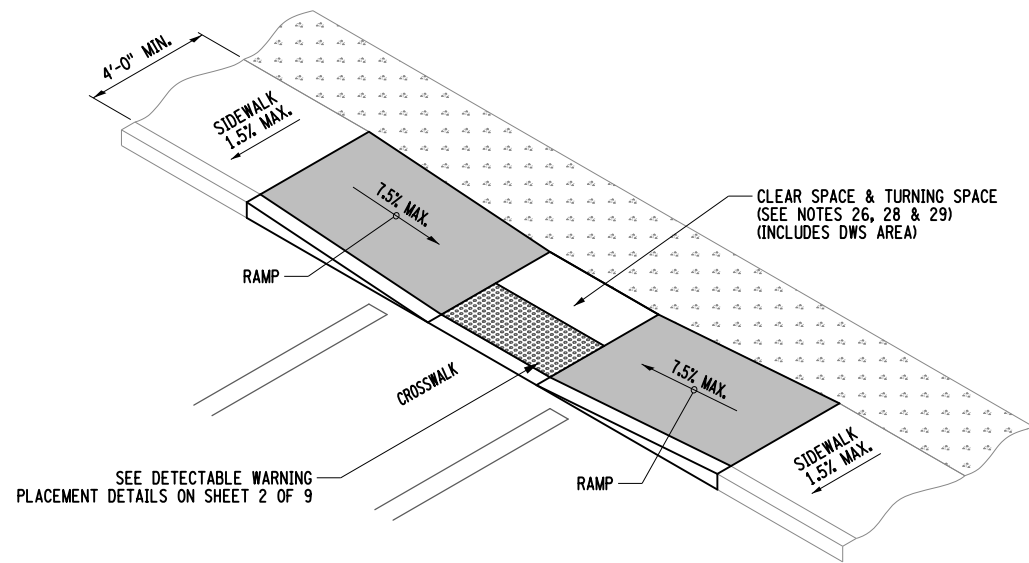 4'-0" MIN.
SIDEWALK
1.5% MAX.
7.5% MAX.
CLEAR SPACE & TURNING SPACE
(SEE NOTES 26, 28 & 29)
(INCLUDES DWS AREA)
RAMP
7.5% MAX.
CROSSWALK
SIDEWALK
1.5% MAX.
SEE DETECTABLE WARNING
PLACEMENT DETAILS ON SHEET 2 OF 9
RAMP